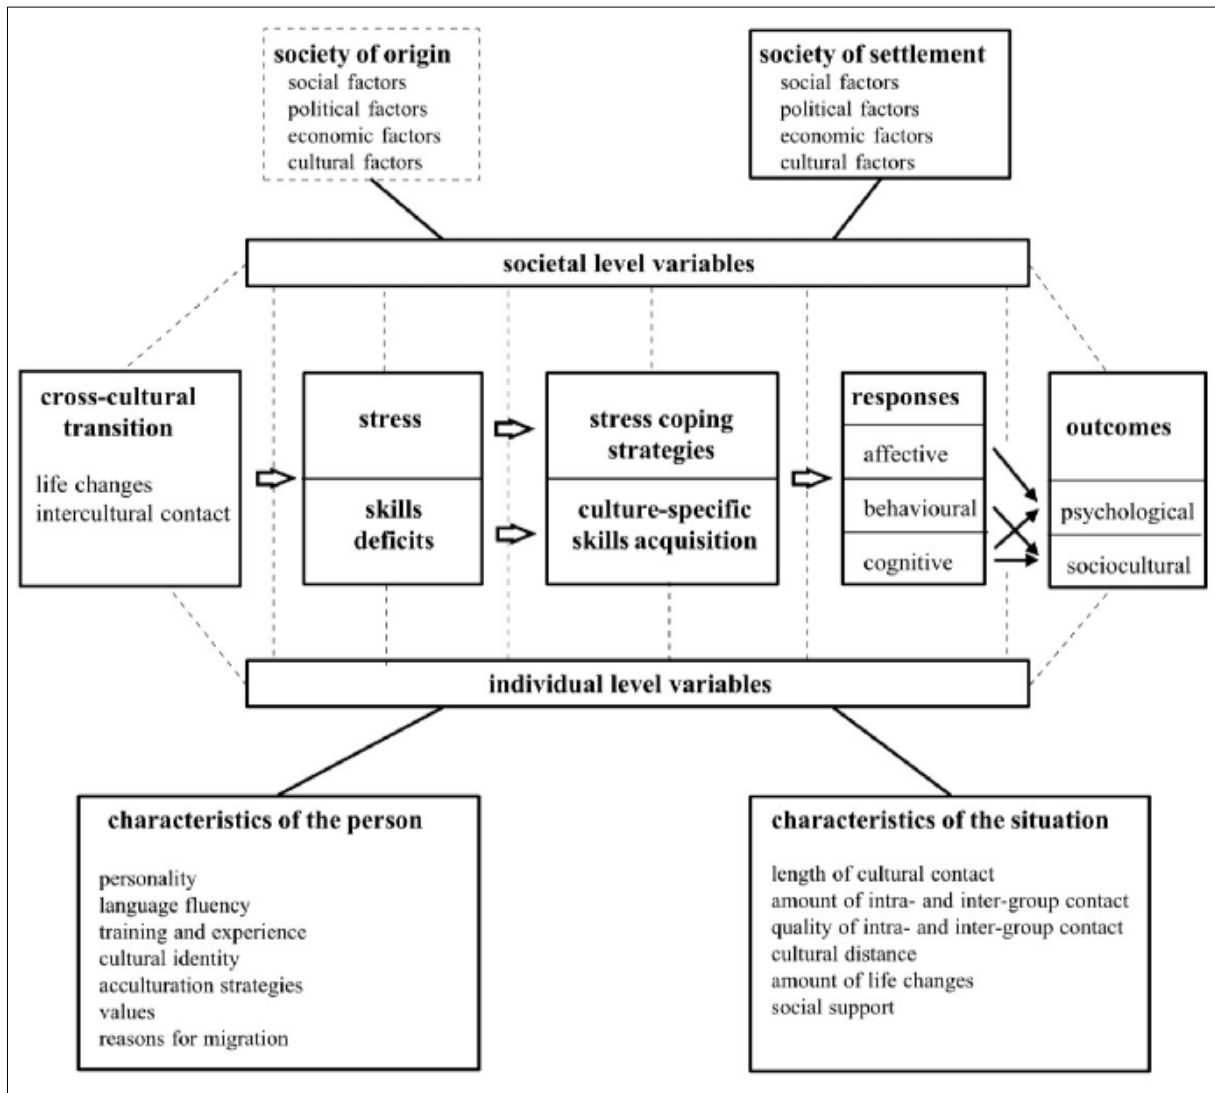 society of origin
social factors
political factors
economic factors
cultural factors
society of settlement
social factors
political factors
economic factors
cultural factors
societal level variables
cross-cultural
transition
life changes
intercultural contact
stress
skills
deficits
stress coping
strategies
culture-specific
skills acquisition
responses
affective
behavioural
cognitive
outcomes
psychological
sociocultural
individual level variables
characteristics of the person
personality
language fluency
training and experience
cultural identity
acculturation strategies
values
reasons for migration
characteristics of the situation
length of cultural contact
amount of intra- and inter-group contact
quality of intra- and inter-group contact
cultural distance
amount of life changes
social support